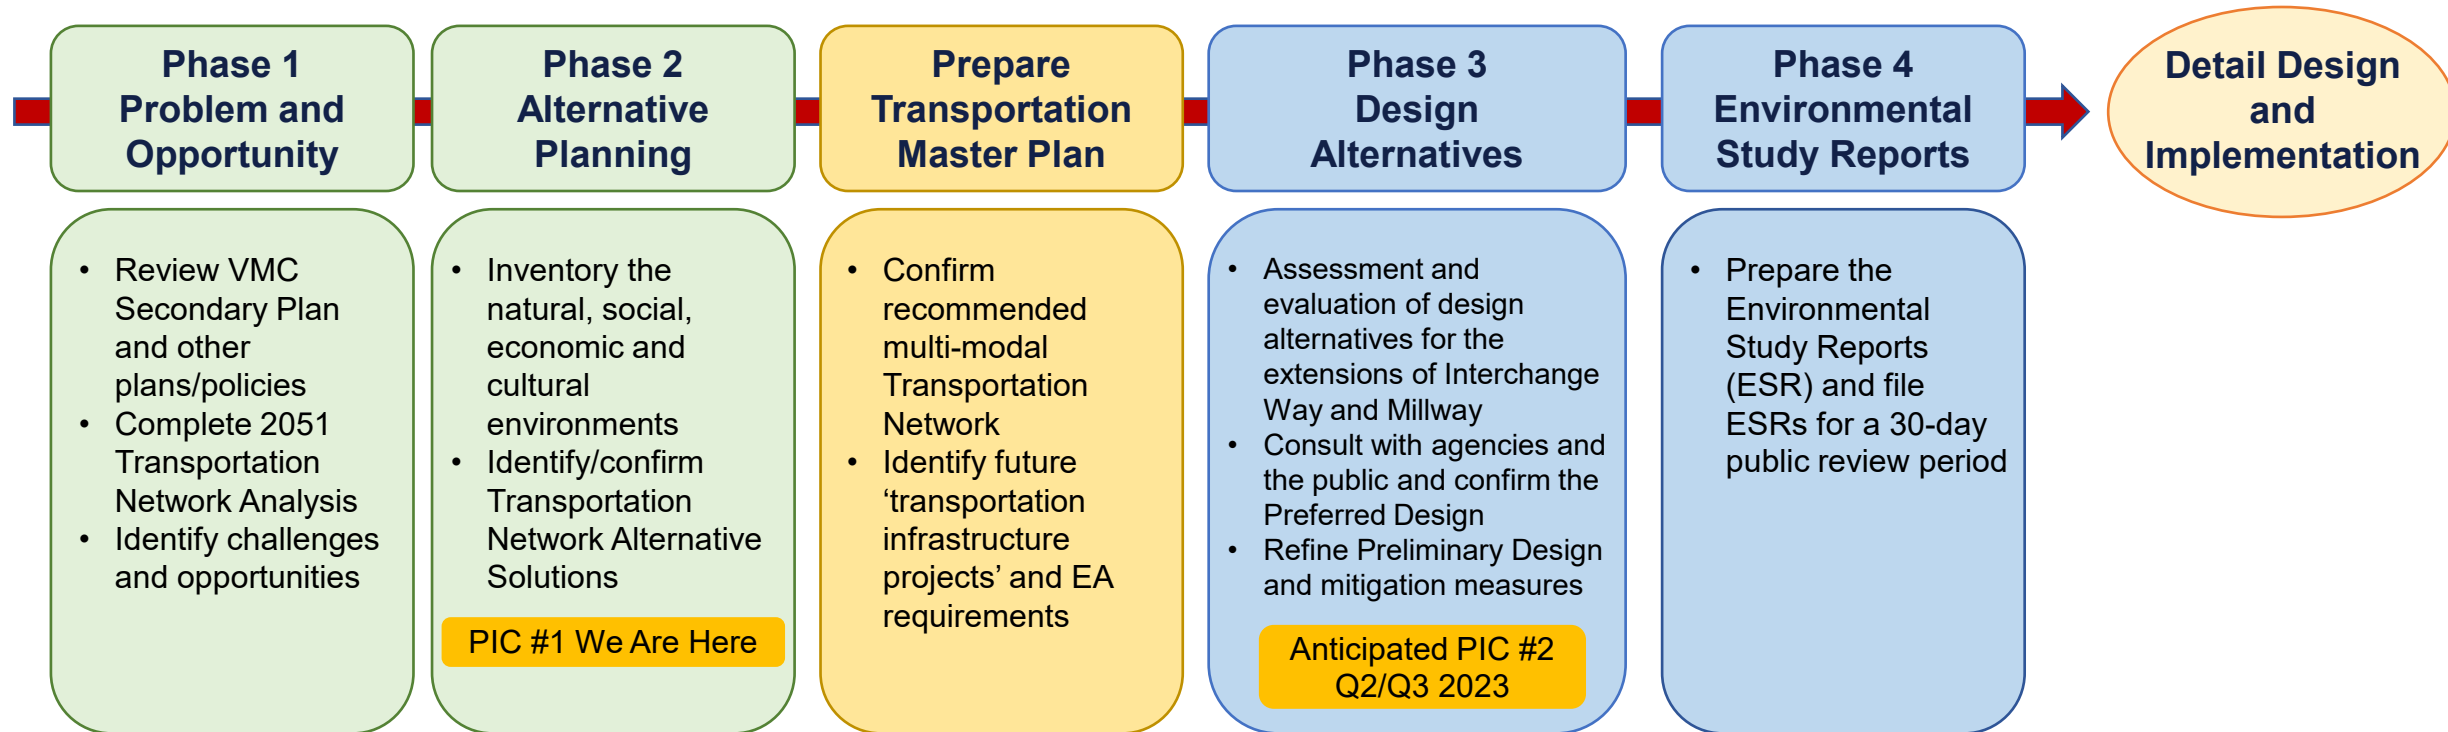 Phase 1
Problem and
Opportunity
Phase 2
Alternative
Planning
Prepare
Transportation
Master Plan
Phase 3
Design
Alternatives
Phase 4
Environmental
Study Reports
Detail Design
and
Implementation
• Review VMC
Secondary Plan
and other
plans/policies
• Complete 2051
Transportation
Network Analysis
• Identify challenges
and opportunities
• Inventory the
natural, social,
economic and
cultural
environments
• Identify/confirm
Transportation
Network Alternative
Solutions
PIC #1 We Are Here
• Confirm
recommended
multi-modal
Transportation
Network
• Identify future
‘transportation
infrastructure
projects’ and EA
requirements
• Assessment and
evaluation of design
alternatives for the
extensions of Interchange
Way and Millway
• Consult with agencies and
the public and confirm the
Preferred Design
• Refine Preliminary Design
and mitigation measures
Anticipated PIC #2
Q2/Q3 2023
• Prepare the
Environmental
Study Reports
(ESR) and file
ESRs for a 30-day
public review period